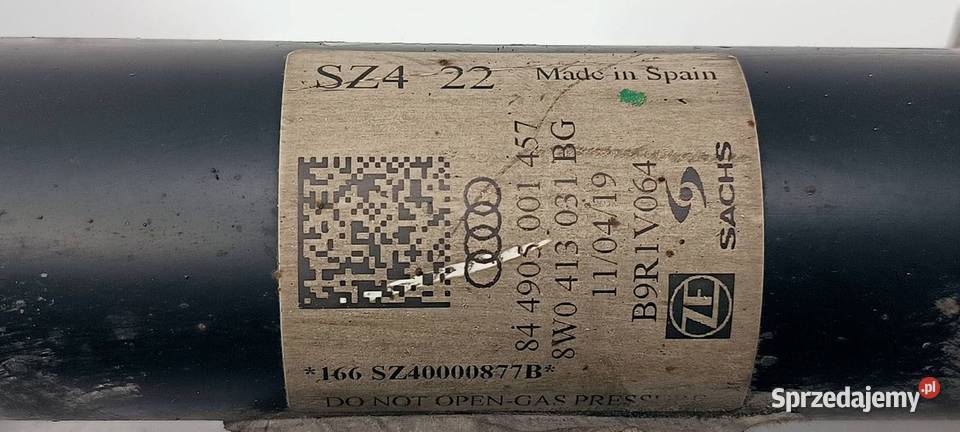 SZ4 22
Made in Spain
84 4905 001 457
8W0 413 031 BG
11/04/19
B9R1V064
SACHS
ZF
*166 SZ40000877B*
DO NOT OPEN-GAS
Sprzedajemy.pl